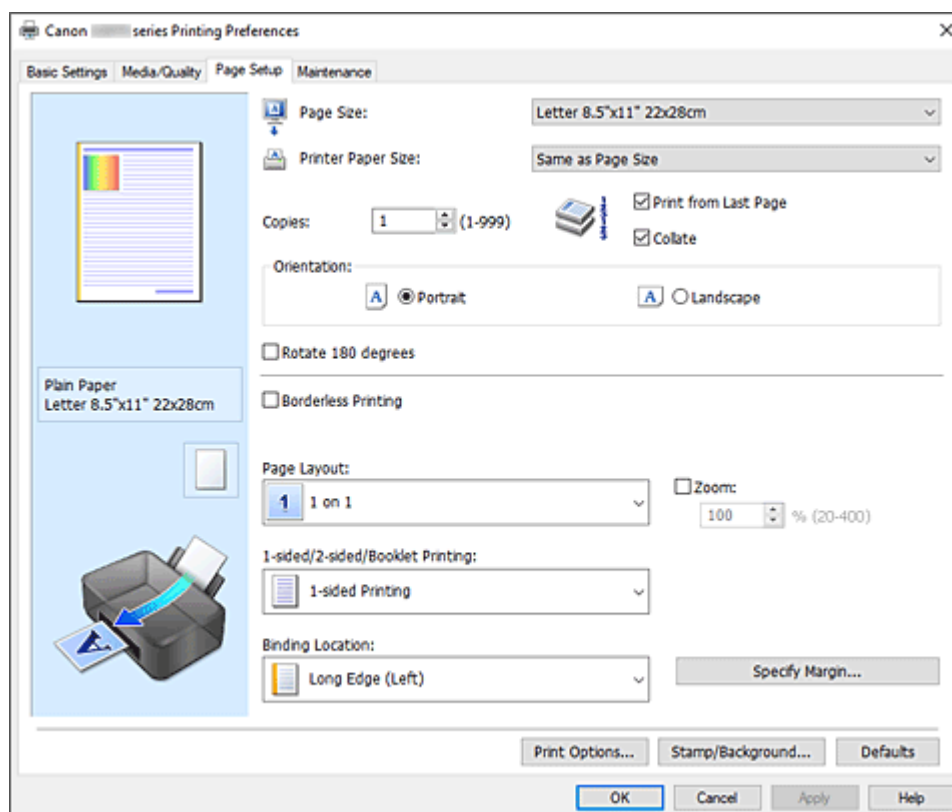 Canon series Printing Preferences
Basic Settings Media/Quality Page Setup Maintenance
Page Size: Letter 8.5"x11" 22x28cm
Printer Paper Size: Same as Page Size
Copies: 1 (1-999)
Print from Last Page
Collate
Orientation:
A Portrait A Landscape
Rotate 180 degrees
Plain Paper
Letter 8.5"x11" 22x28cm
Borderless Printing
Page Layout:
1 1 on 1
Zoom:
100 % (20-400)
1-sided/2-sided/Booklet Printing:
1-sided Printing
A
Binding Location:
Long Edge (Left)
Specify Margin...
Print Options... Stamp/Background... Defaults
OK Cancel Apply Help